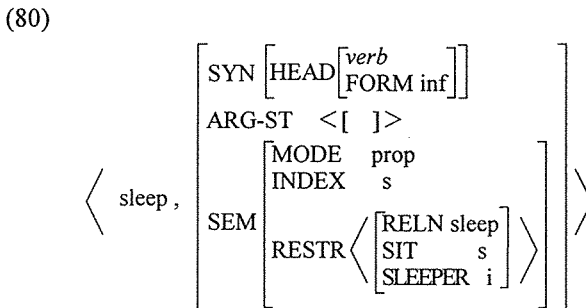 (80)
SYN [HEAD [verb
FORM inf]]
ARG-ST <[ ]>
⟨ sleep ,
SEM [MODE prop
INDEX s
RESTR ⟨ [RELN sleep
SIT s
SLEEPER i] ⟩